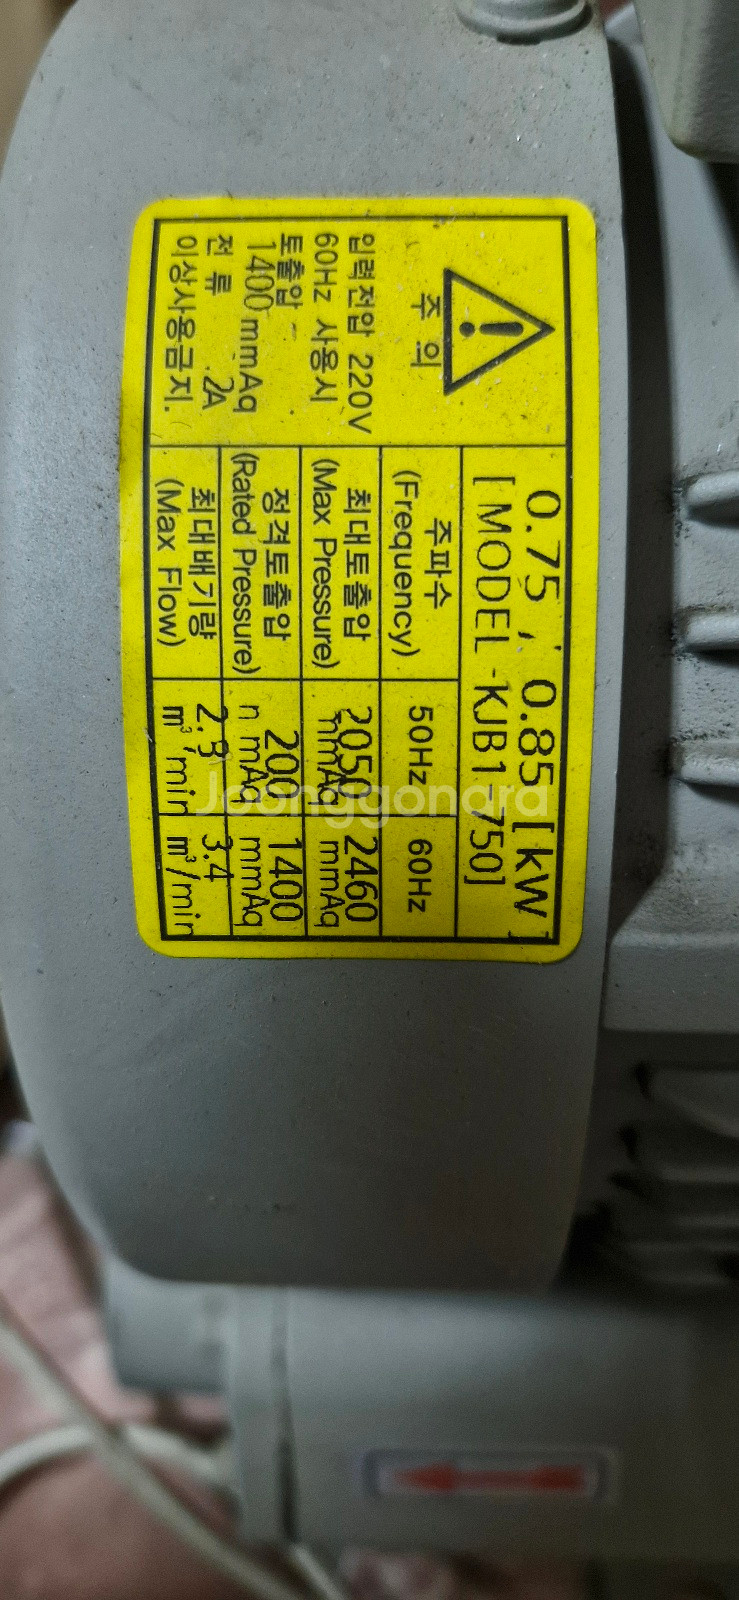 주 의
입력전압 220V
60Hz 사용시
토출압
1400 mmAq
전류 2A
이상사용금지.
0.75 / 0.85 [kW]
[MODEL-KJB1-750]
주파수
(Frequency)
50Hz
60Hz
최대토출압
(Max Pressure)
2050
mmAq
2460
mmAq
정격토출압
(Rated Pressure)
mmAq
1400
mmAq
최대배기량
(Max Flow)
m³/min
3.4
m³/min
Joonggonara